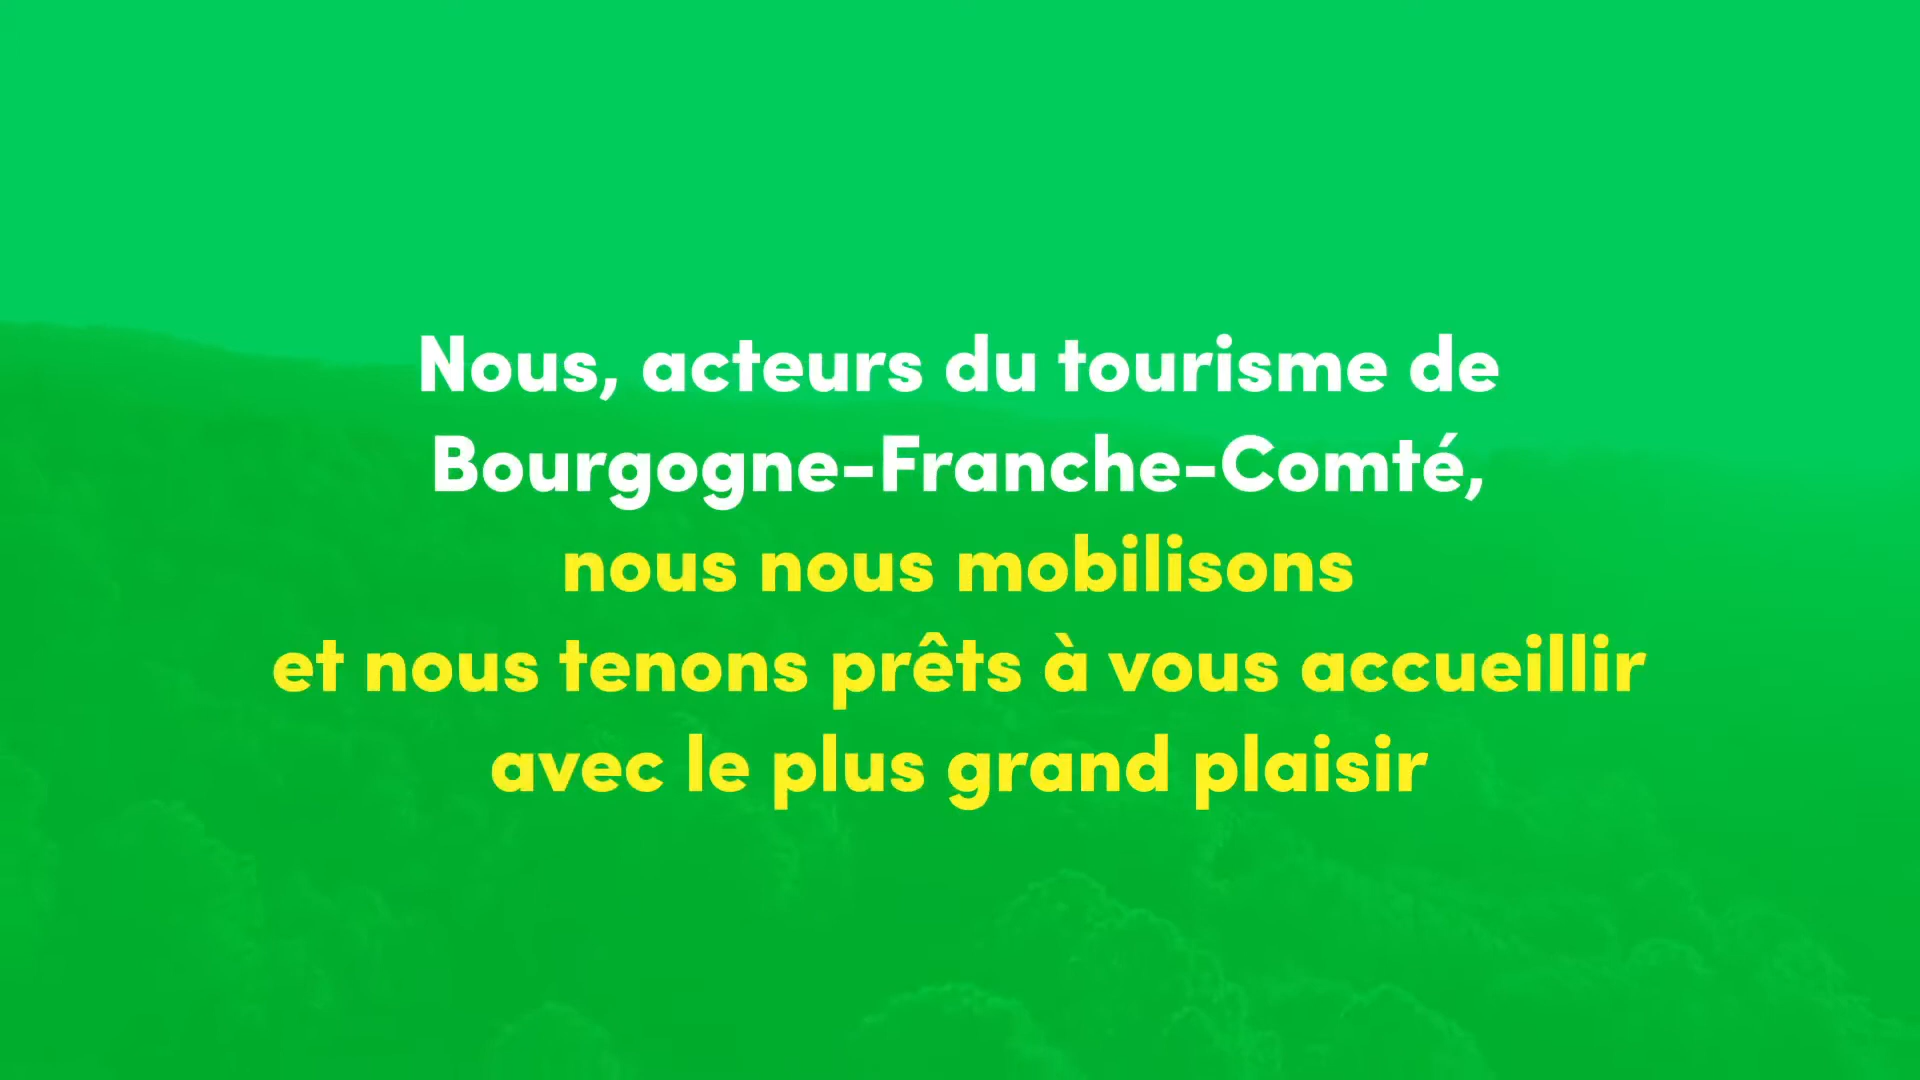 Nous, acteurs du tourisme de
Bourgogne-Franche-Comté,
nous nous mobilisons
et nous tenons prêts à vous accueillir
avec le plus grand plaisir